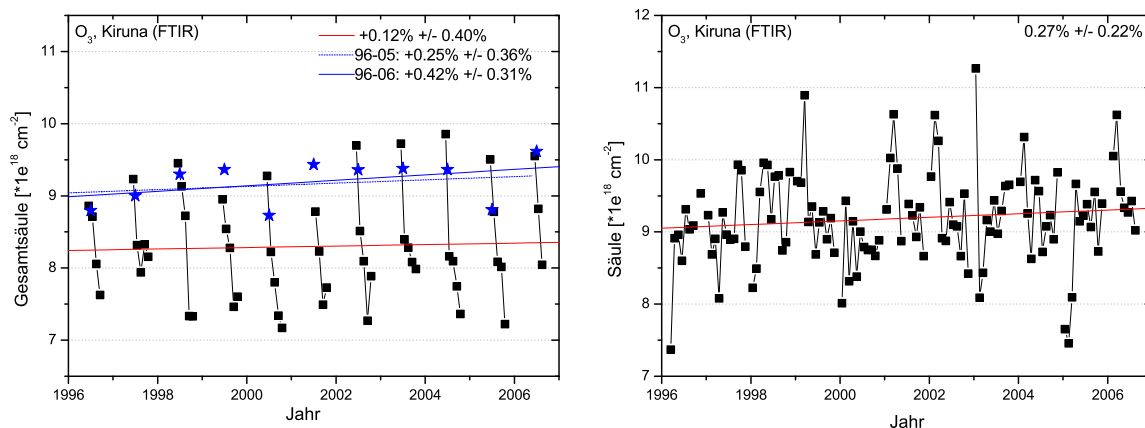 O3, Kiruna (FTIR)
+0.12% +/- 0.40%
96-05: +0.25% +/- 0.36%
96-06: +0.42% +/- 0.31%
Gesamtsäule [*1e18 cm-2]
11
10
9
8
7
1996
1998
2000
2002
2004
2006
Jahr
O3, Kiruna (FTIR)
0.27% +/- 0.22%
Säule [*1e18 cm-2]
12
11
10
9
8
7
1996
1998
2000
2002
2004
2006
Jahr